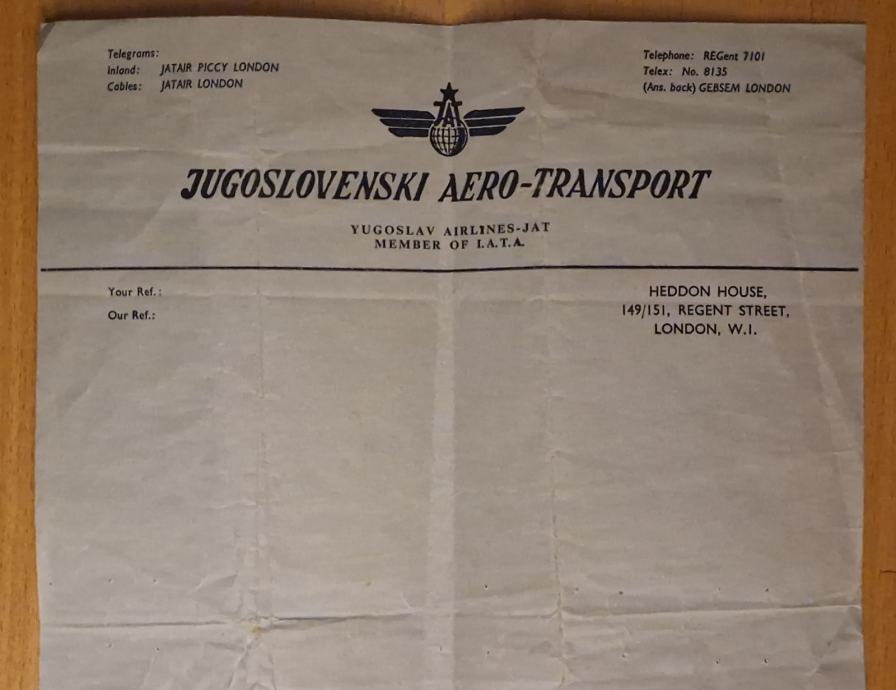 Telegrams:
Inland: JATAIR PICCY LONDON
Cables: JATAIR LONDON
Telephone: REGent 7101
Telex: No. 8135
(Ans. back) GEBSEM LONDON
JAT
JUGOSLOVENSKI AERO-TRANSPORT
YUGOSLAV AIRLINES-JAT
MEMBER OF I.A.T.A.
Your Ref.:
Our Ref.:
HEDDON HOUSE,
149/151, REGENT STREET,
LONDON, W.1.